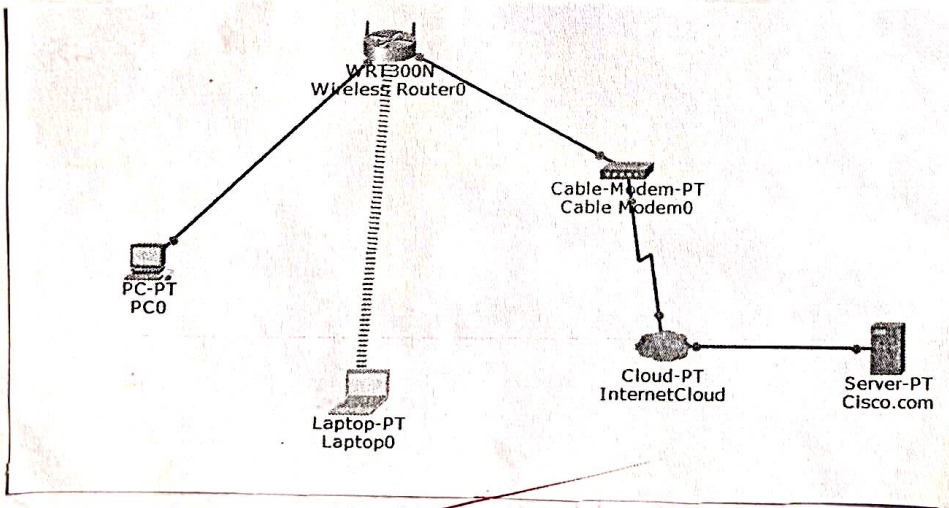 WRT300N
Wireless Router0
Cable-Modem-PT
Cable Modem0
PC-PT
PC0
Cloud-PT
InternetCloud
Server-PT
Cisco.com
Laptop-PT
Laptop0